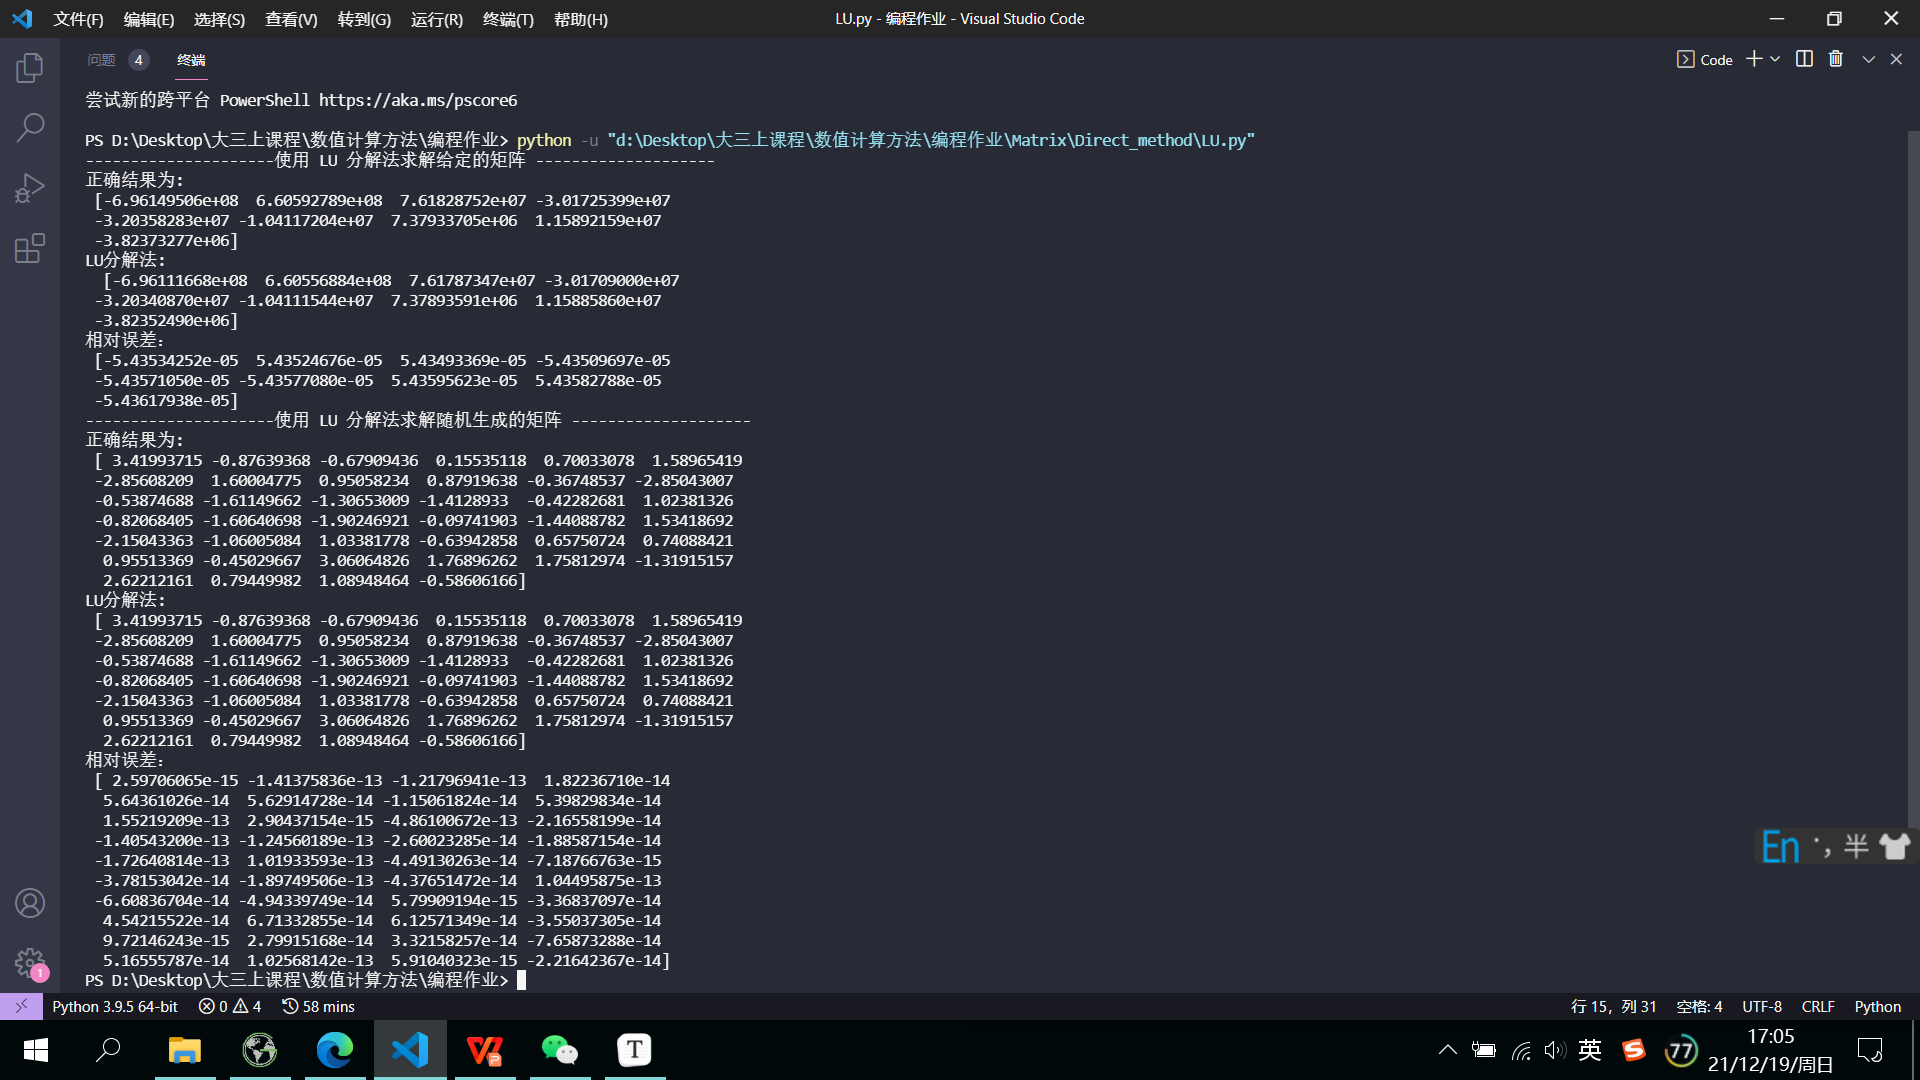 文件(F) 编辑(E) 选择(S) 查看(V) 转到(G) 运行(R) 终端(T) 帮助(H) LU.py - 编程作业 - Visual Studio Code
问题 4 终端 Code
尝试新的跨平台 PowerShell https://aka.ms/pscore6
PS D:\Desktop\大三上课程\数值计算方法\编程作业> python -u "d:\Desktop\大三上课程\数值计算方法\编程作业\Matrix\Direct_method\LU.py"
---------------------使用 LU 分解法求解给定的矩阵 --------------------
正确结果为:
[-6.96149506e+08 6.60592789e+08 7.61828752e+07 -3.01725399e+07
-3.20358283e+07 -1.04117204e+07 7.37933705e+06 1.15892159e+07
-3.82373277e+06]
LU分解法:
[-6.96111668e+08 6.60556884e+08 7.61787347e+07 -3.01709000e+07
-3.20340870e+07 -1.04111544e+07 7.37893591e+06 1.15885860e+07
-3.82352490e+06]
相对误差:
[-5.43534252e-05 5.43524676e-05 5.43493369e-05 -5.43509697e-05
-5.43571050e-05 -5.43577080e-05 5.43595623e-05 5.43582788e-05
-5.43617938e-05]
---------------------使用 LU 分解法求解随机生成的矩阵 --------------------
正确结果为:
[ 3.41993715 -0.87639368 -0.67909436 0.15535118 0.70033078 1.58965419
-2.85608209 1.60004775 0.95058234 0.87919638 -0.36748537 -2.85043007
-0.53874688 -1.61149662 -1.30653009 -1.4128933 -0.42282681 1.02381326
-0.82068405 -1.60640698 -1.90246921 -0.09741903 -1.44088782 1.53418692
-2.15043363 -1.06005084 1.03381778 -0.63942858 0.65750724 0.74088421
0.95513369 -0.45029667 3.06064826 1.76896262 1.75812974 -1.31915157
2.62212161 0.79449982 1.08948464 -0.58606166]
LU分解法:
[ 3.41993715 -0.87639368 -0.67909436 0.15535118 0.70033078 1.58965419
-2.85608209 1.60004775 0.95058234 0.87919638 -0.36748537 -2.85043007
-0.53874688 -1.61149662 -1.30653009 -1.4128933 -0.42282681 1.02381326
-0.82068405 -1.60640698 -1.90246921 -0.09741903 -1.44088782 1.53418692
-2.15043363 -1.06005084 1.03381778 -0.63942858 0.65750724 0.74088421
0.95513369 -0.45029667 3.06064826 1.76896262 1.75812974 -1.31915157
2.62212161 0.79449982 1.08948464 -0.58606166]
相对误差:
[ 2.59706065e-15 -1.41375836e-13 -1.21796941e-13 1.82236710e-14
5.64361026e-14 5.62914728e-14 -1.15061824e-14 5.39829834e-14
1.55219209e-13 2.90437154e-15 -4.86100672e-13 -2.16558199e-14
-1.40543200e-13 -1.24560189e-13 -2.60023285e-14 -1.88587154e-14
-1.72640814e-13 1.01933593e-13 -4.49130263e-14 -7.18766763e-15
-3.78153042e-14 -1.89749506e-13 -4.37651472e-14 1.04495875e-13
-6.60836704e-14 -4.94339749e-14 5.79909194e-15 -3.36837097e-14
4.54215522e-14 6.71332855e-14 6.12571349e-14 -3.55037305e-14
9.72146243e-15 2.79915168e-14 3.32158257e-14 -7.65873288e-14
5.16555787e-14 1.02568142e-13 5.91040323e-15 -2.21642367e-14]
PS D:\Desktop\大三上课程\数值计算方法\编程作业>
En ·, 半
1
Python 3.9.5 64-bit 0 4 58 mins 行 15, 列 31 空格: 4 UTF-8 CRLF Python
T 英 S 77 17:05
21/12/19/周日